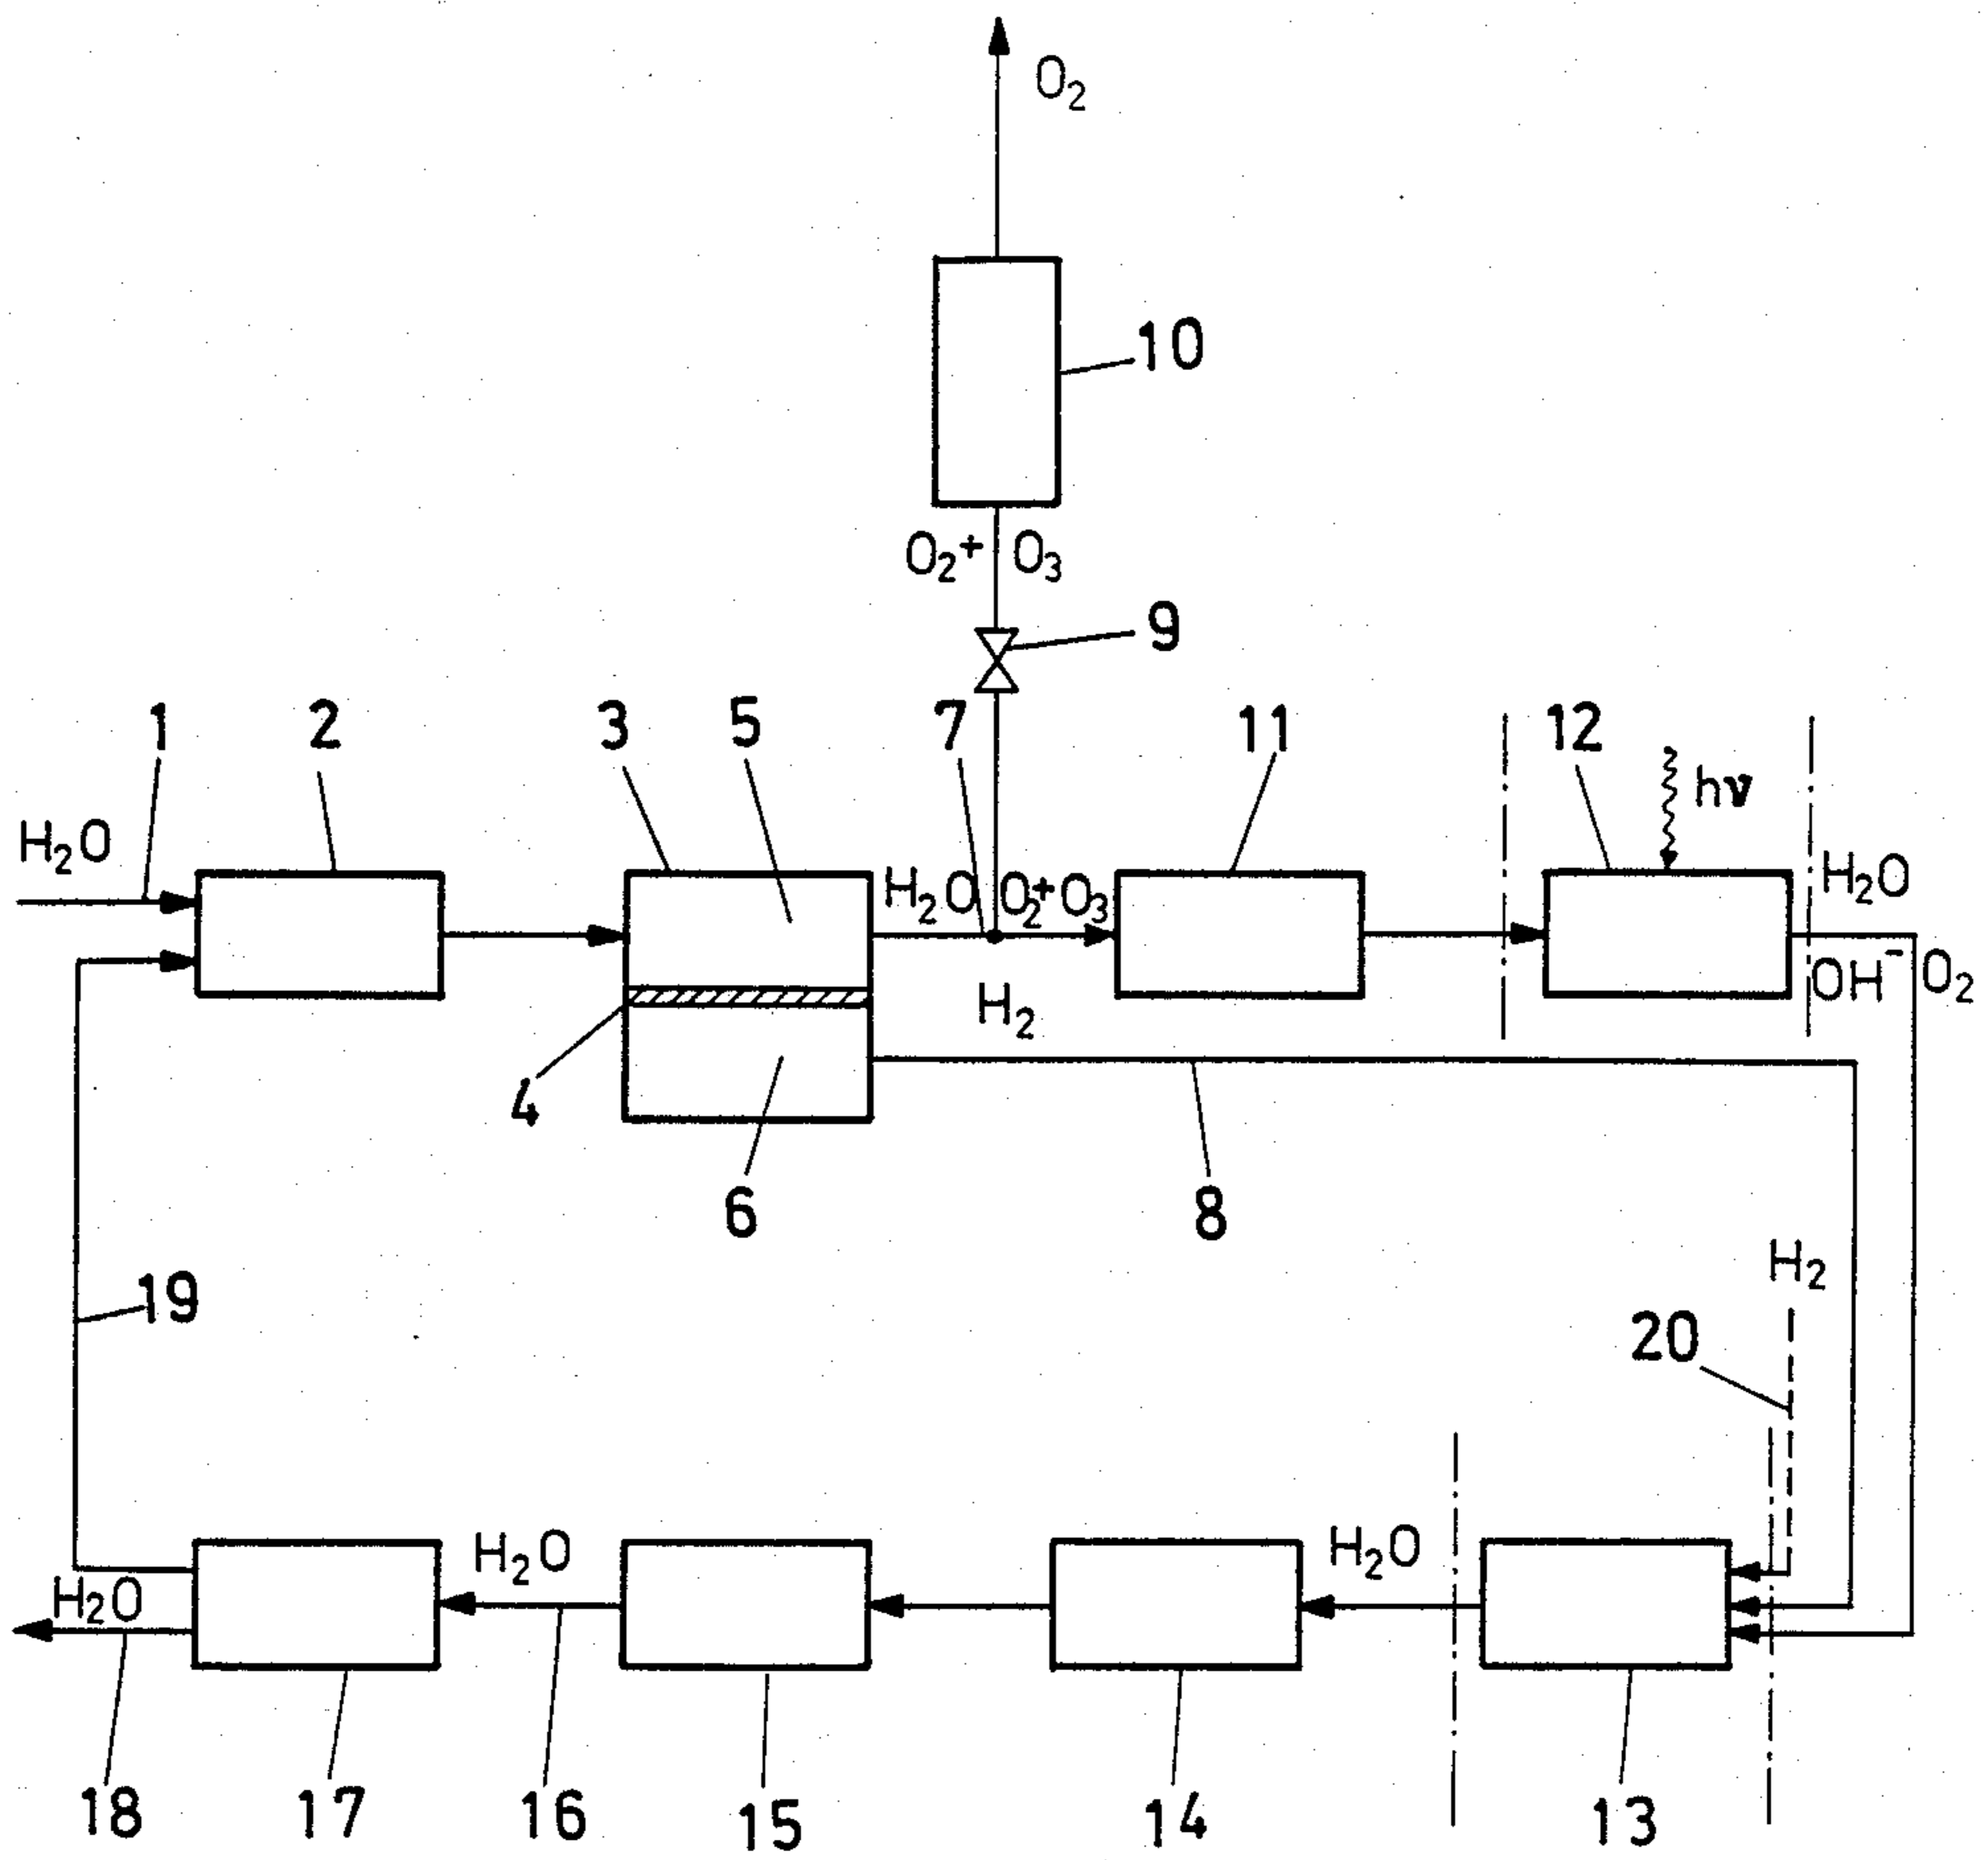 O₂
10
O₂+ O₃
9
1 2 3 5 7 11 12 hν
H₂O
H₂O O₂+O₃ H₂O
OH⁻ O₂
H₂
4
6 8
H₂
19 20
H₂O H₂O
H₂O
18 17 16 15 14 13